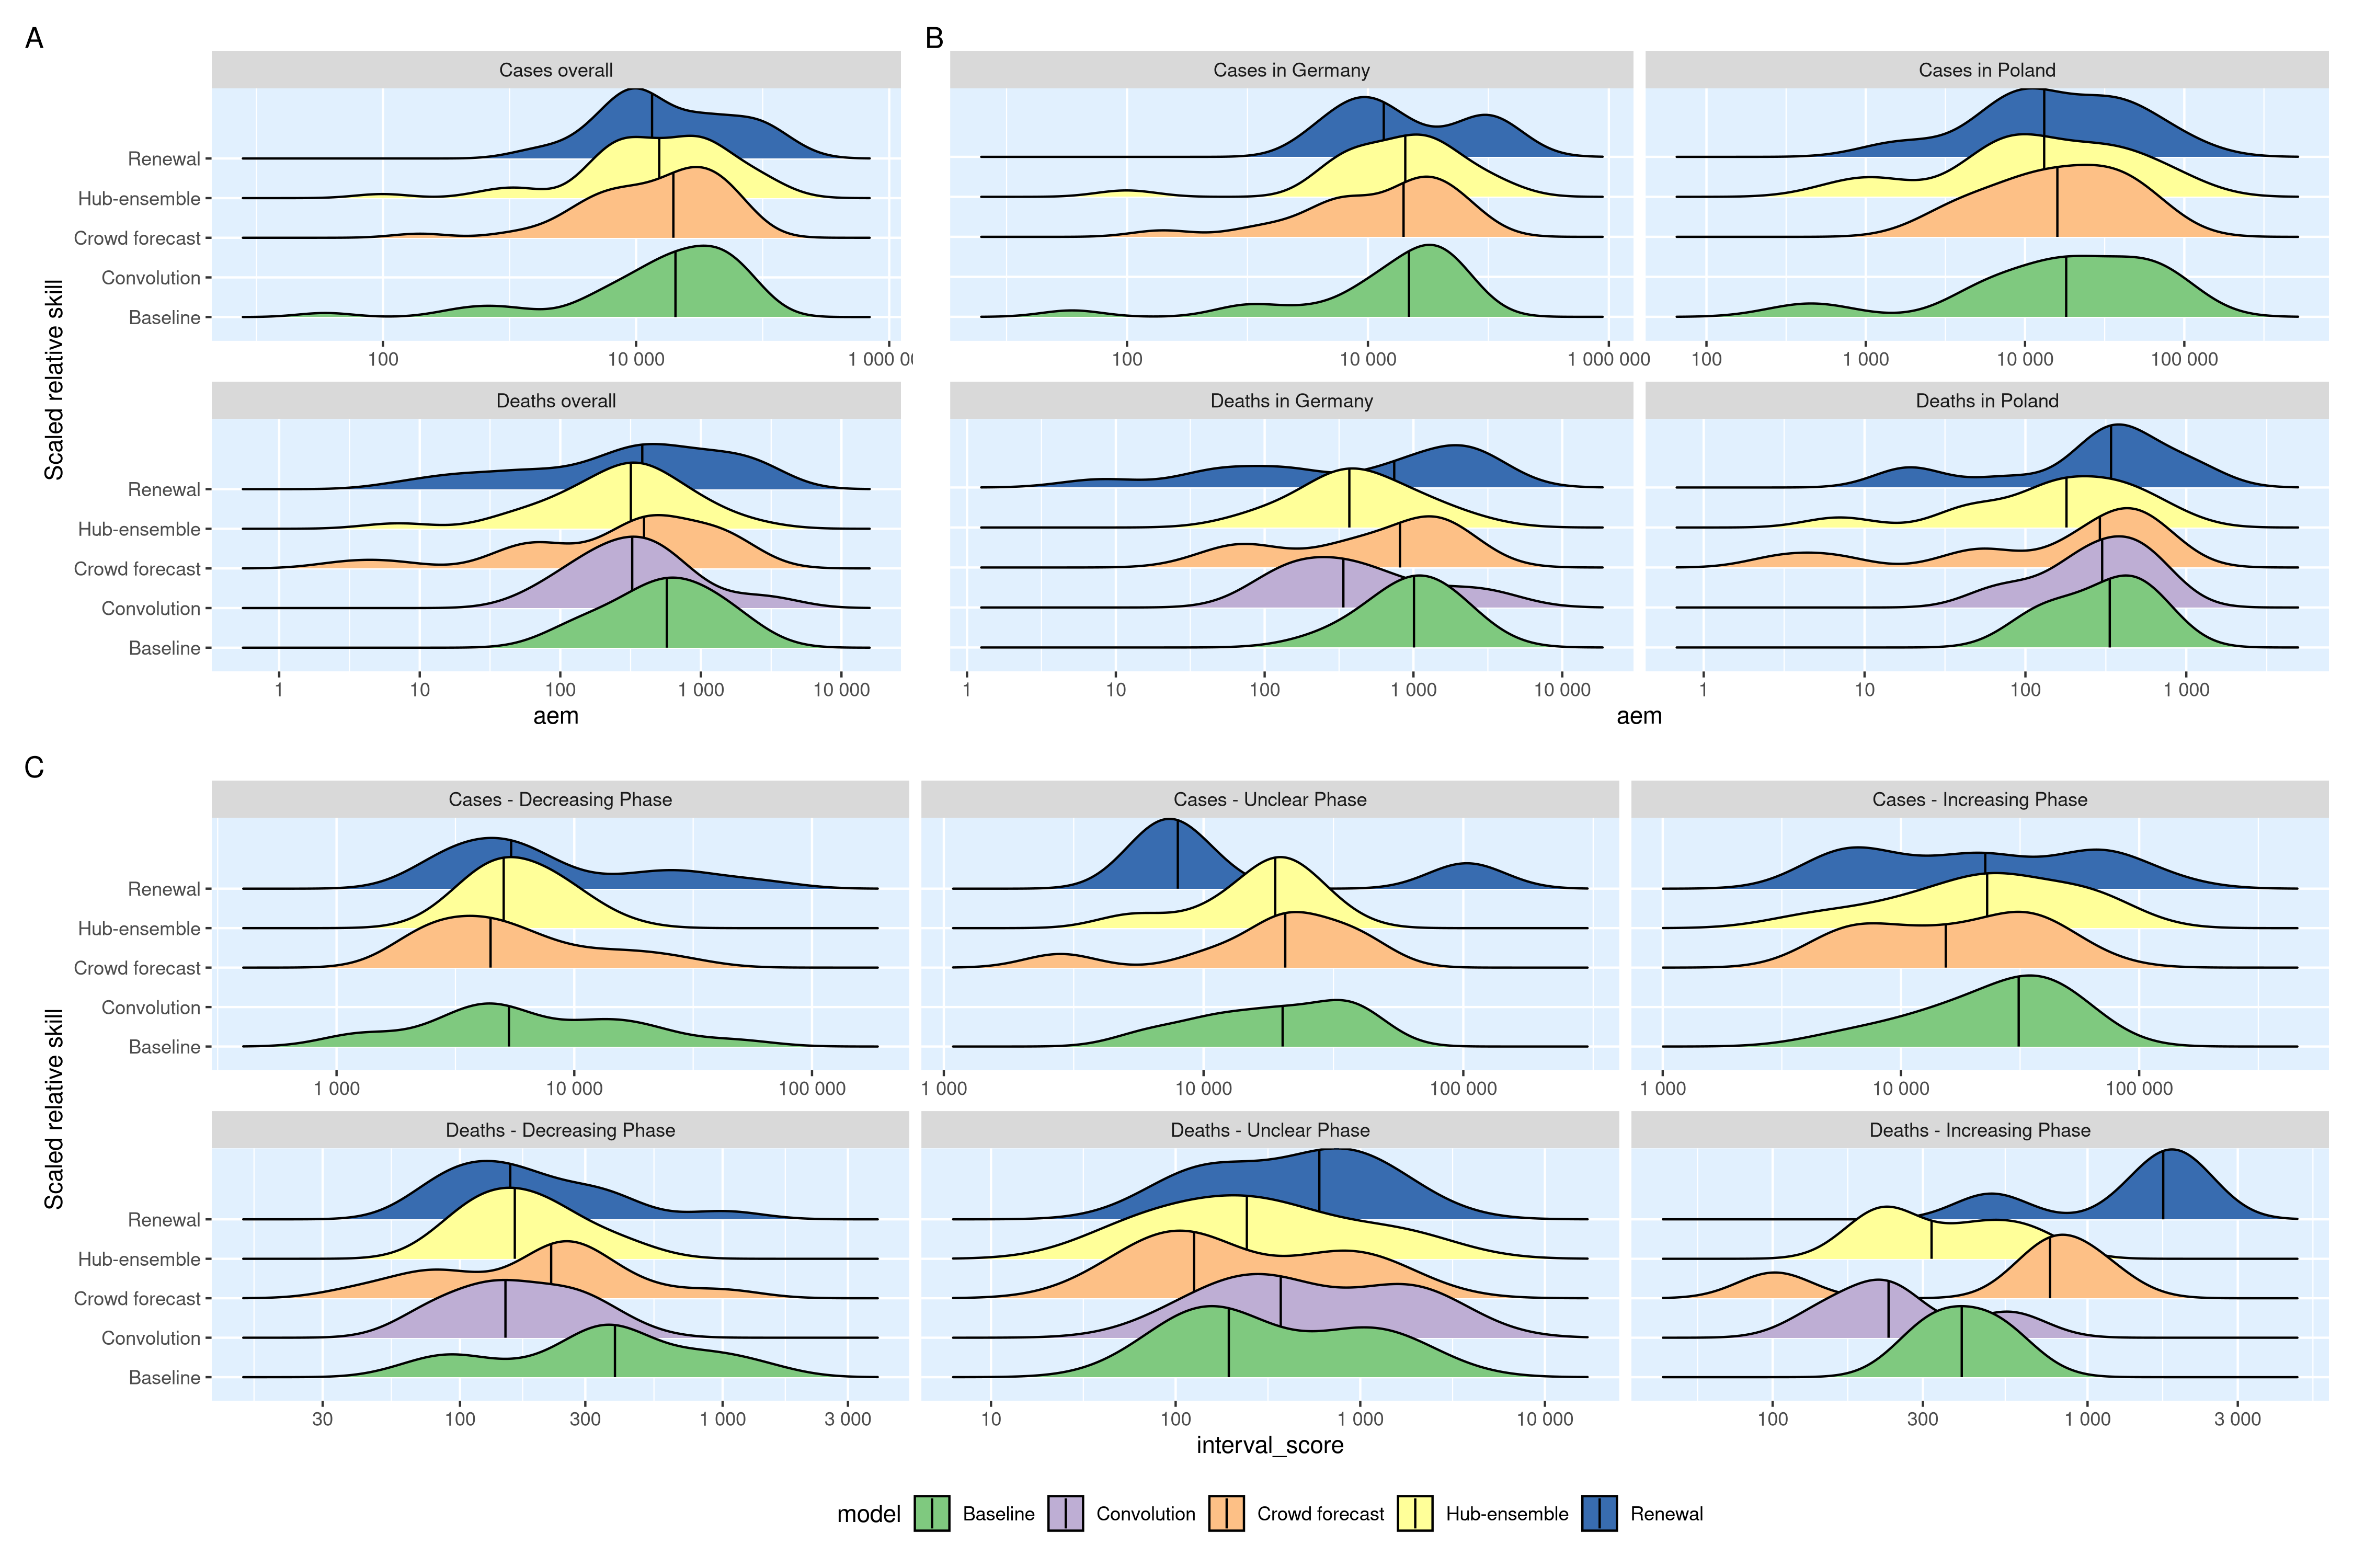 A
B
Cases overall
Cases in Germany
Cases in Poland
Scaled relative skill
Renewal
Hub-ensemble
Crowd forecast
Convolution
Baseline
100
10 000
1 000 0
100
10 000
1 000 000
100
1 000
10 000
100 000
Deaths overall
Deaths in Germany
Deaths in Poland
Renewal
Hub-ensemble
Crowd forecast
Convolution
Baseline
1
10
100
1 000
10 000
1
10
100
1 000
10 000
1
10
100
1 000
aem
aem
C
Cases - Decreasing Phase
Cases - Unclear Phase
Cases - Increasing Phase
Scaled relative skill
Renewal
Hub-ensemble
Crowd forecast
Convolution
Baseline
1 000
10 000
100 000
1 000
10 000
100 000
1 000
10 000
100 000
Deaths - Decreasing Phase
Deaths - Unclear Phase
Deaths - Increasing Phase
Renewal
Hub-ensemble
Crowd forecast
Convolution
Baseline
30
100
300
1 000
3 000
10
100
1 000
10 000
100
300
1 000
3 000
interval_score
model
Baseline
Convolution
Crowd forecast
Hub-ensemble
Renewal